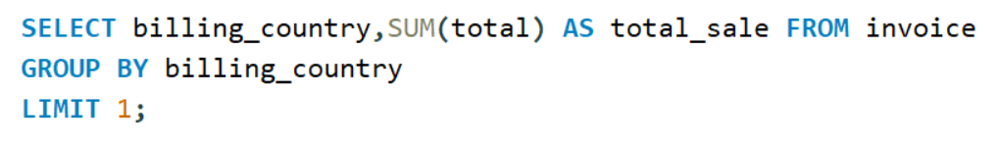 SELECT billing_country,SUM(total) AS total_sale FROM invoice
GROUP BY billing_country
LIMIT 1;